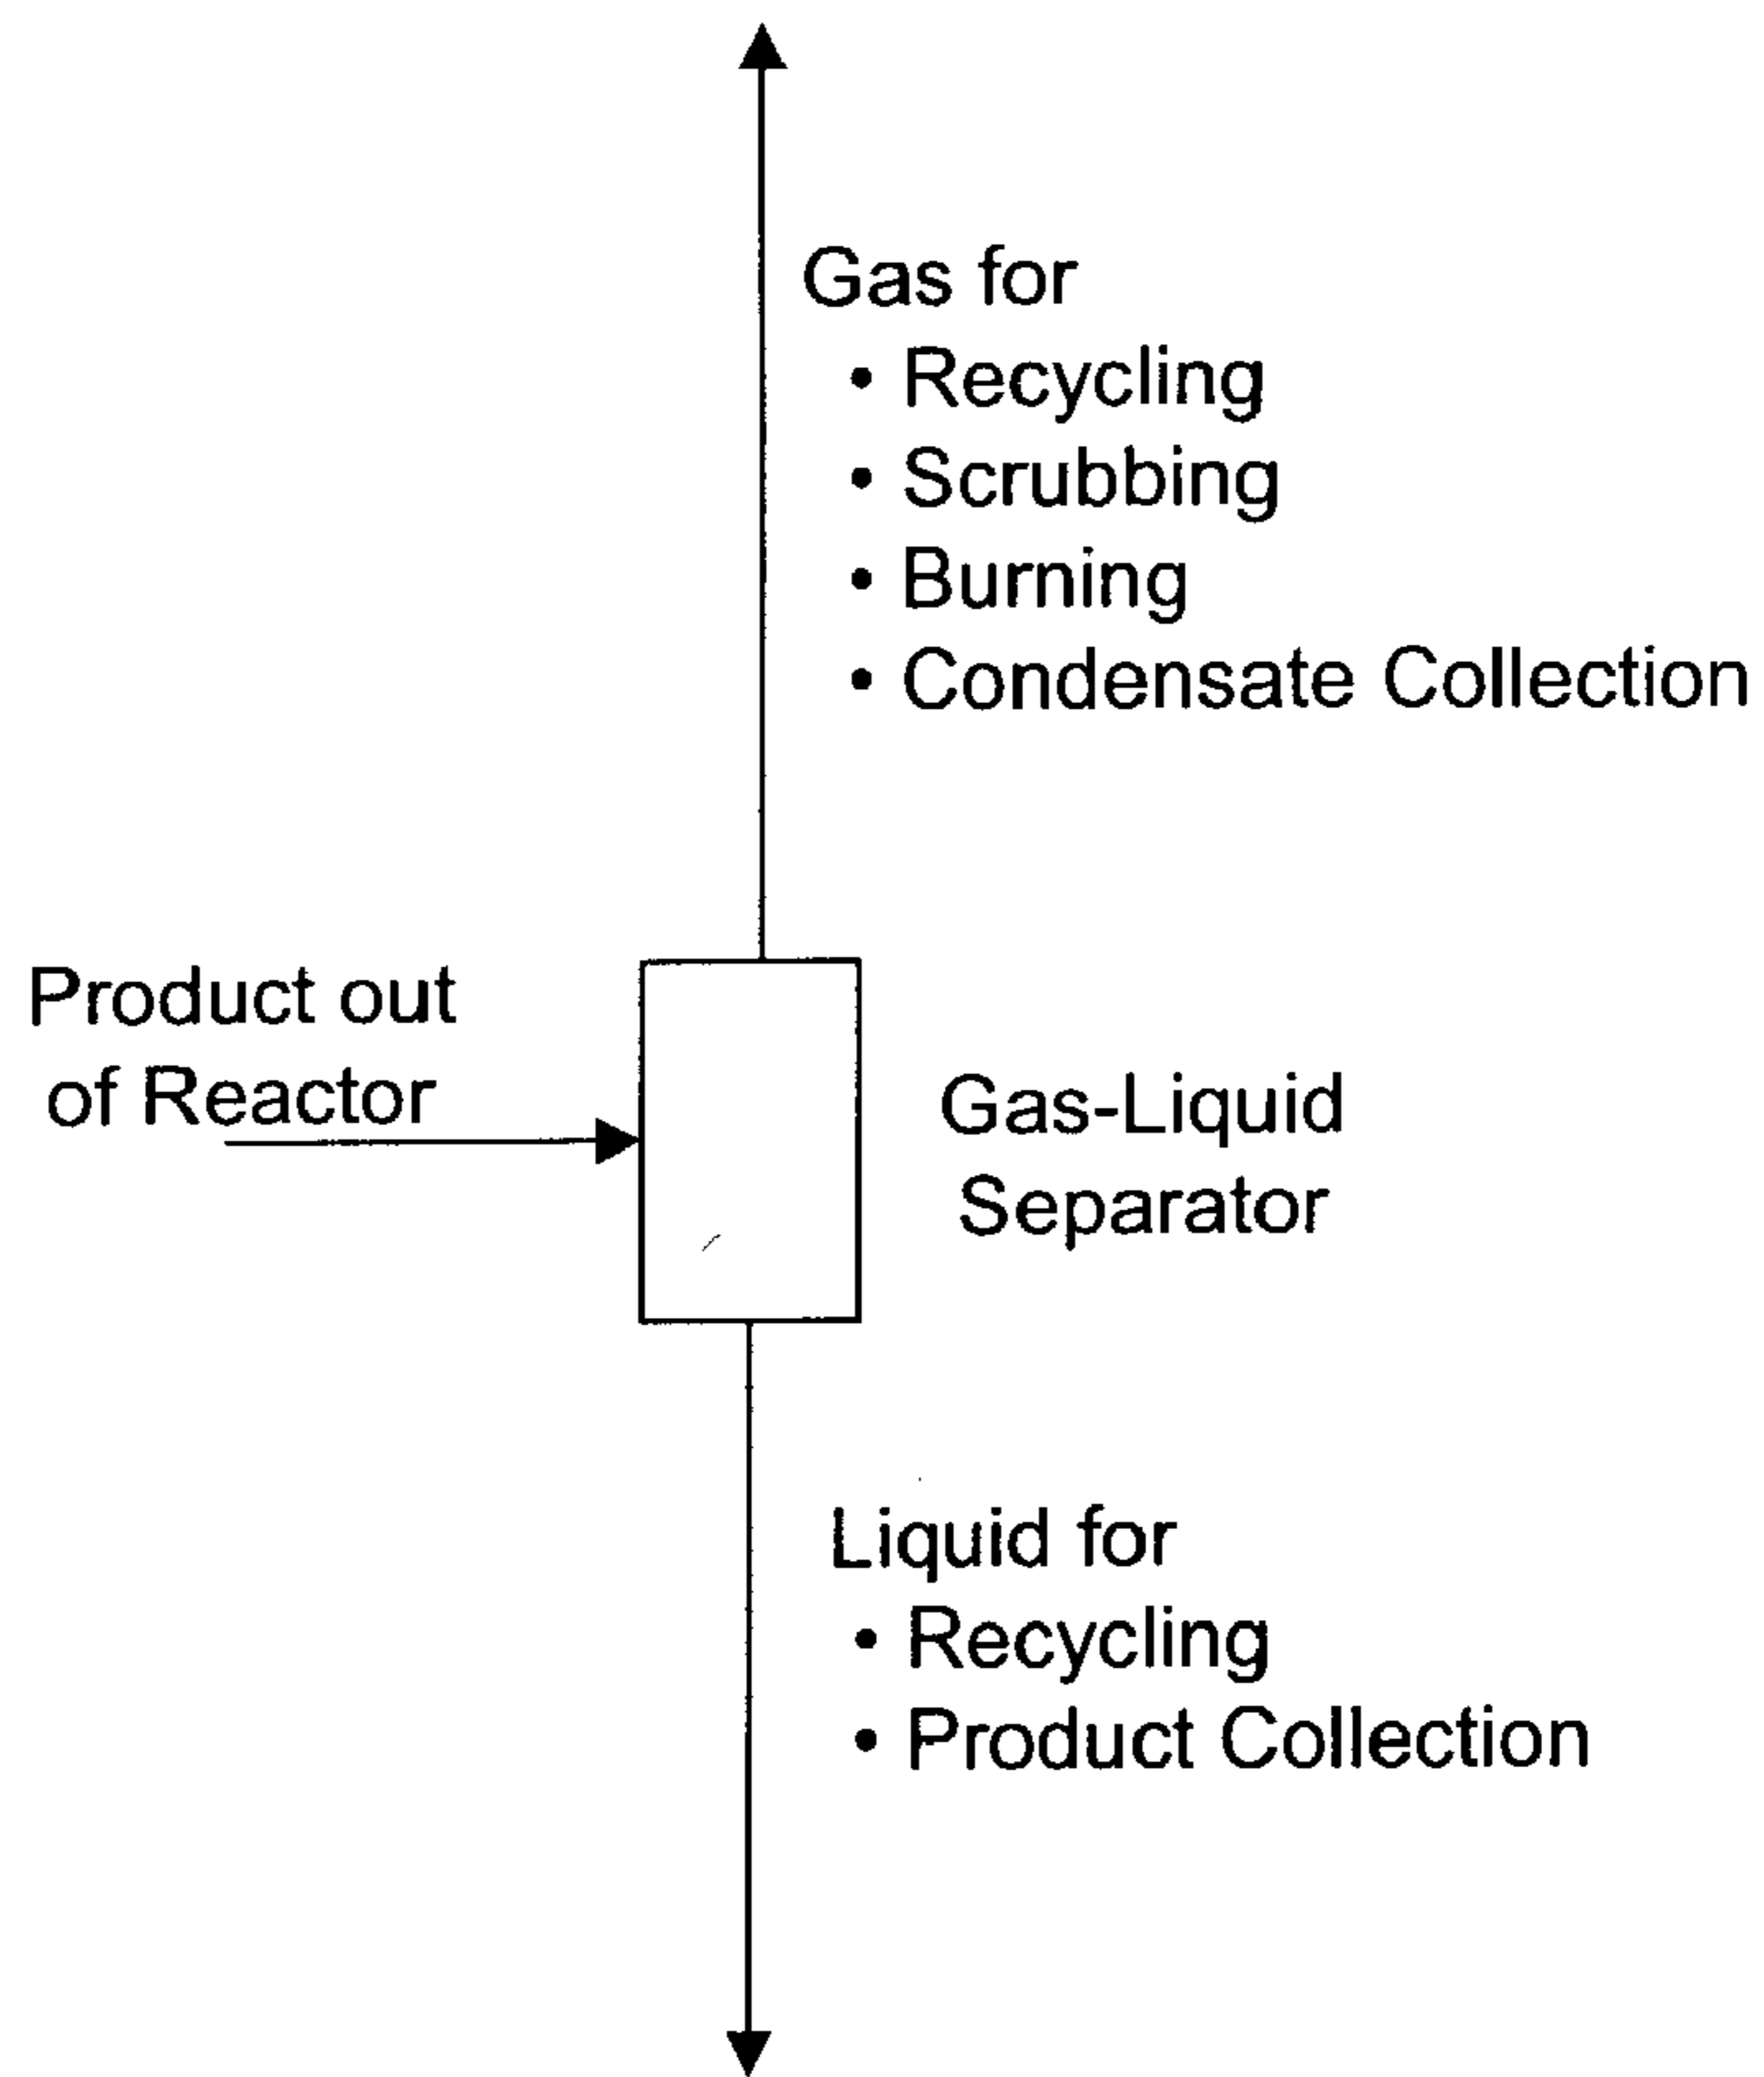 Gas for
• Recycling
• Scrubbing
• Burning
• Condensate Collection
Product out
of Reactor
Gas-Liquid
Separator
Liquid for
• Recycling
• Product Collection